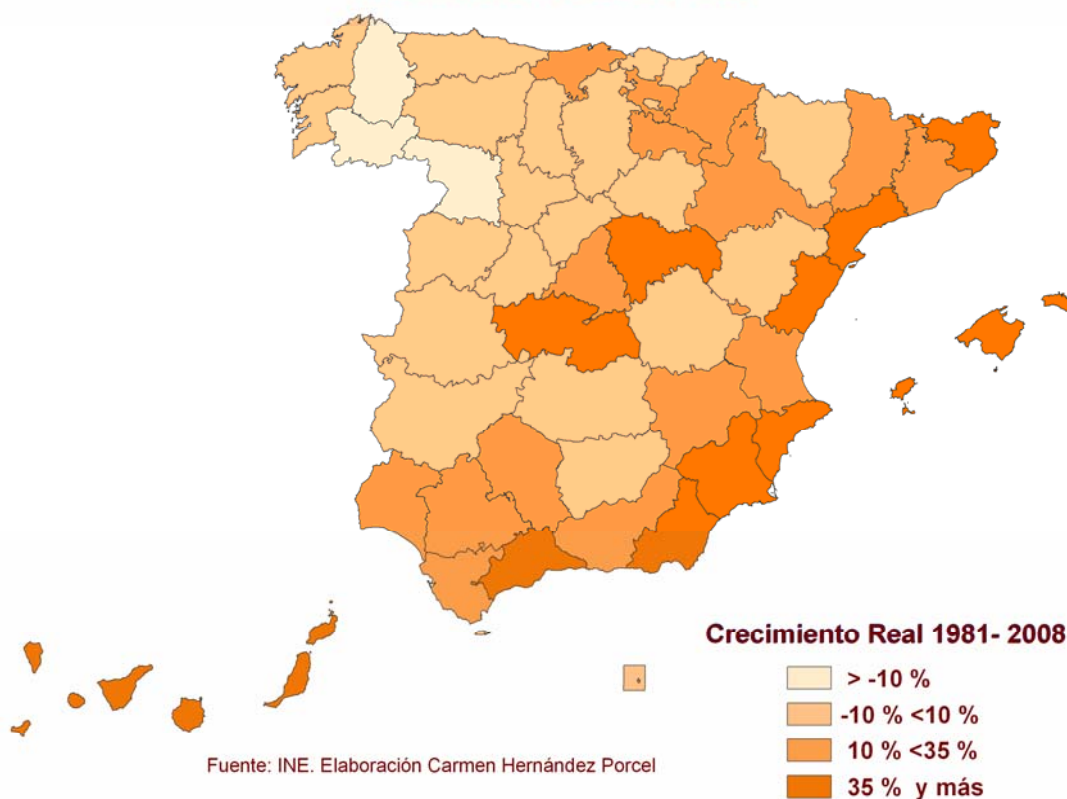 Crecimiento Real 1981- 2008
> -10 %
-10 % <10 %
10 % <35 %
35 % y más
Fuente: INE. Elaboración Carmen Hernández Porcel